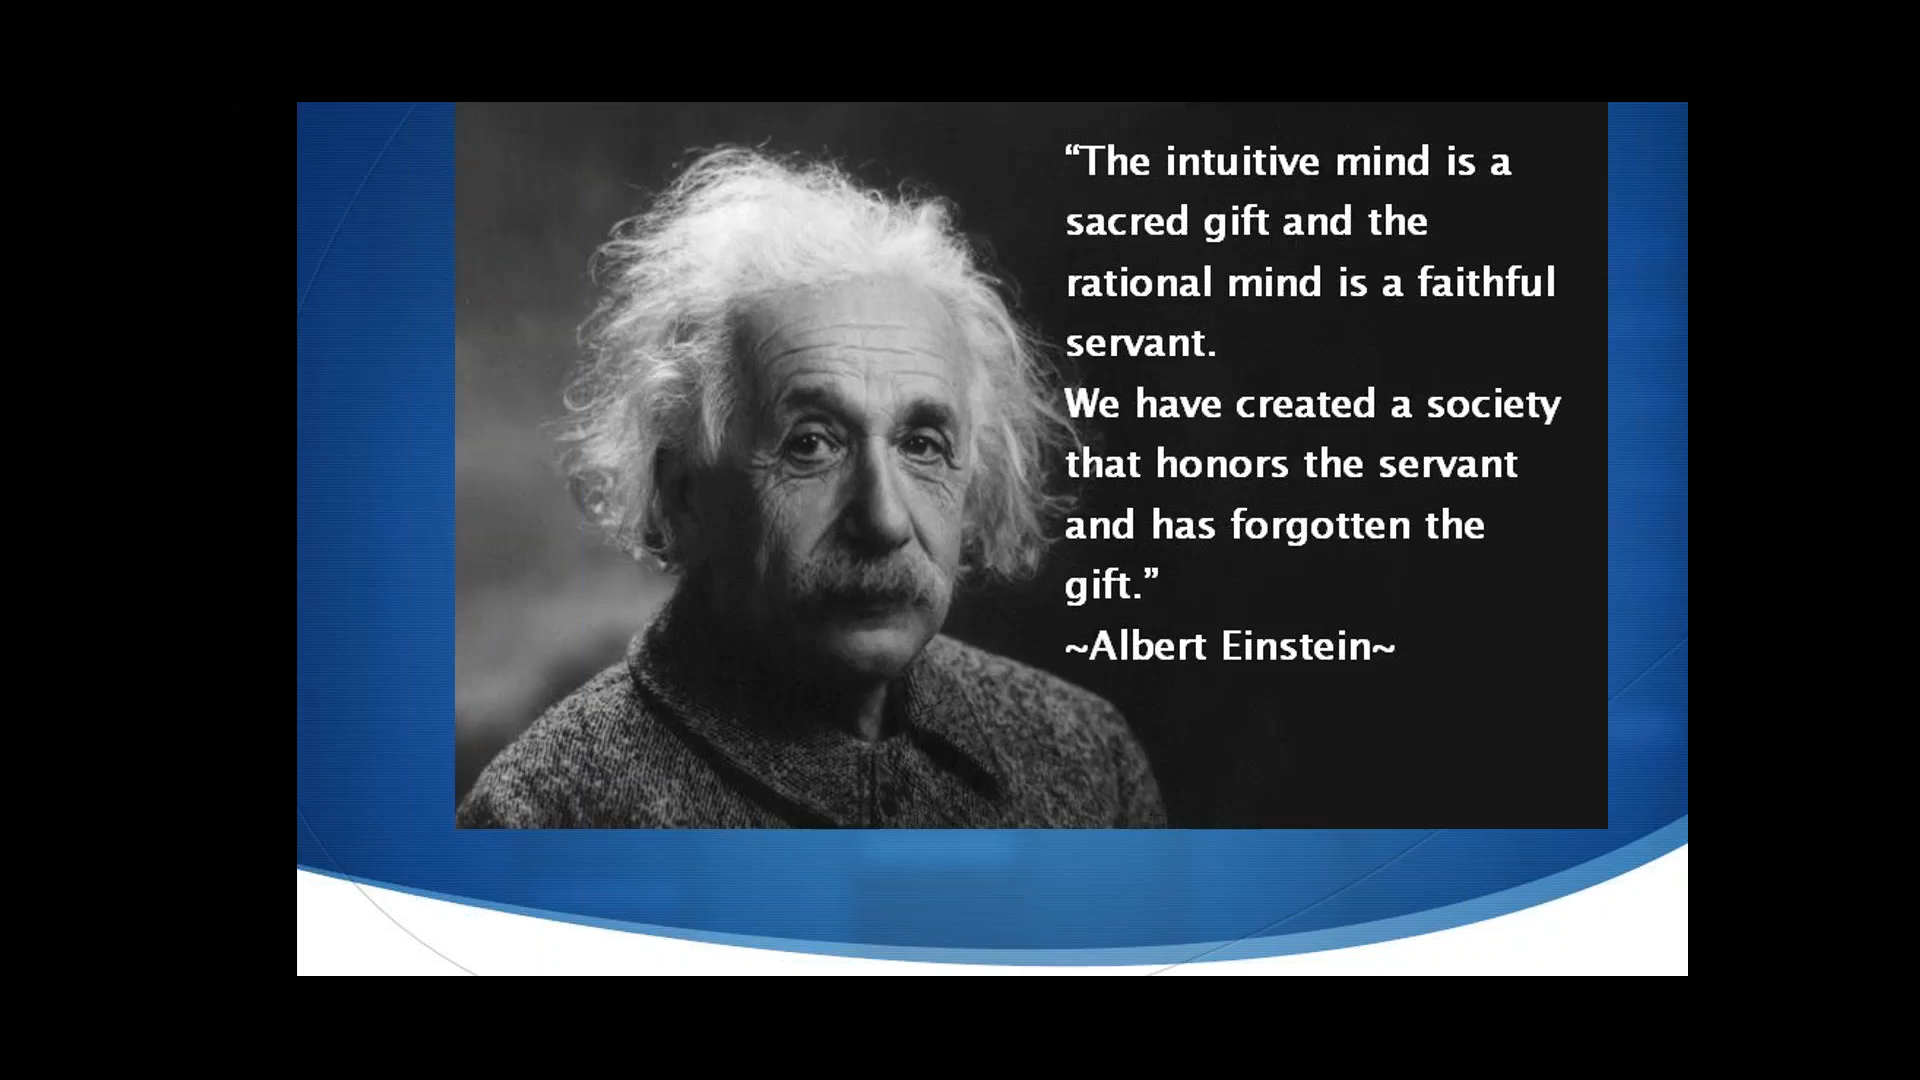 “The intuitive mind is a
sacred gift and the
rational mind is a faithful
servant.
We have created a society
that honors the servant
and has forgotten the
gift.”
~Albert Einstein~